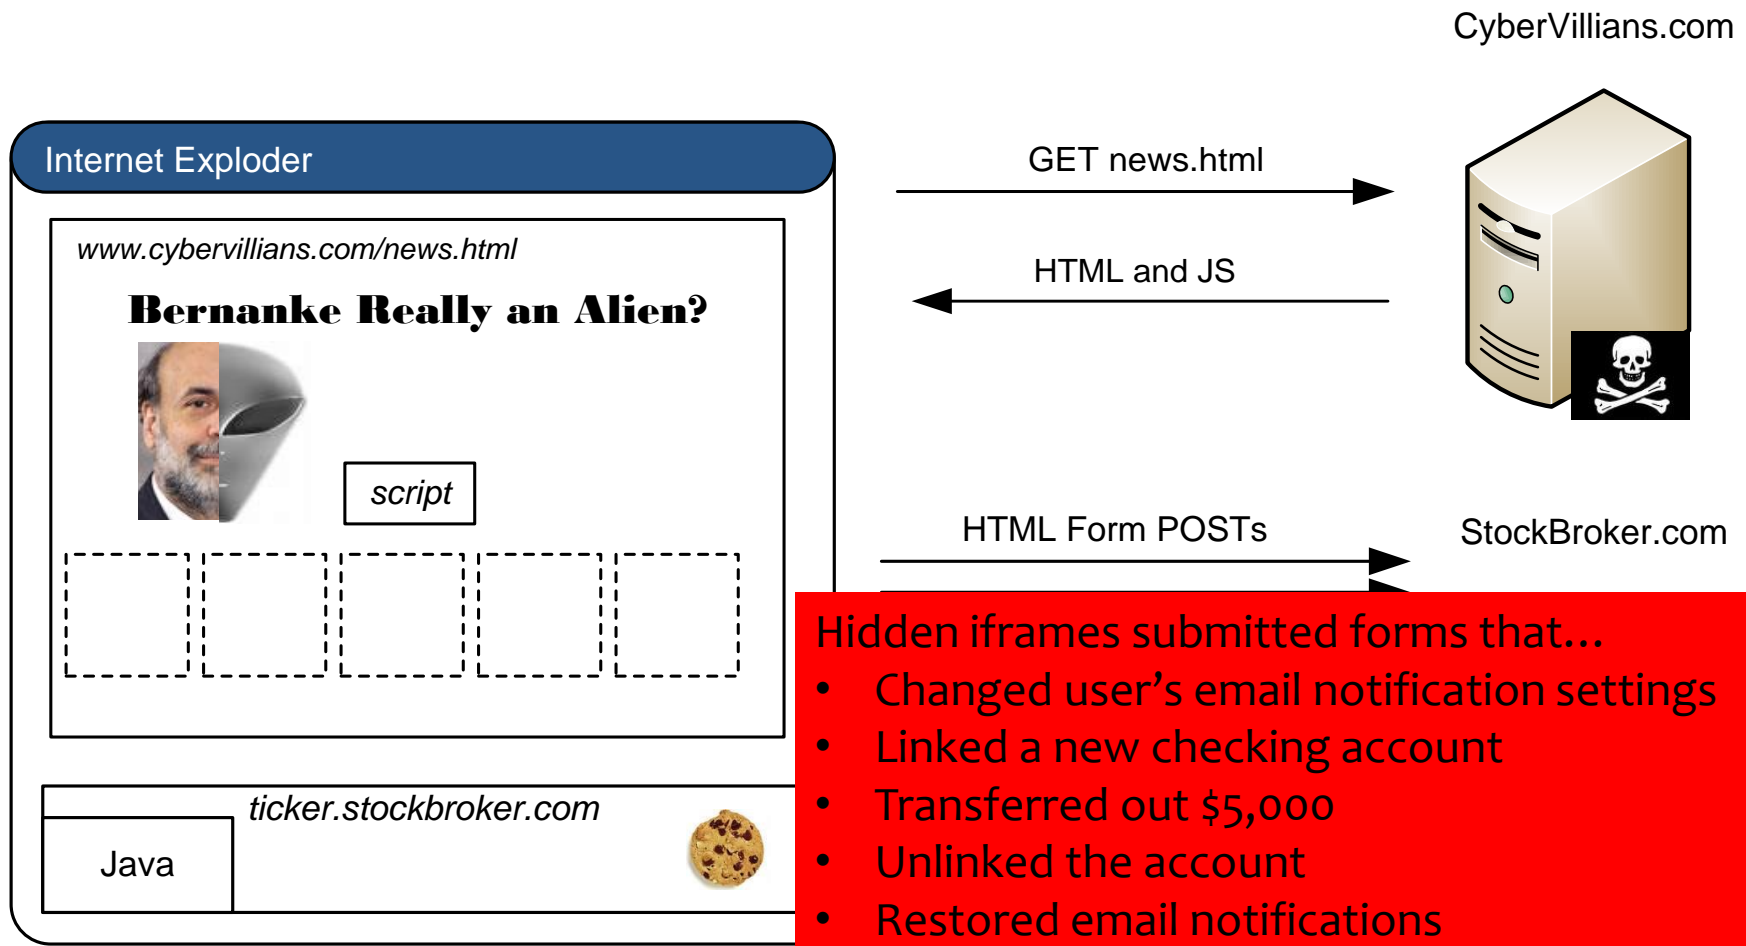 CyberVillians.com
Internet Exploder
GET news.html
www.cybervillians.com/news.html
HTML and JS
Bernanke Really an Alien?
script
HTML Form POSTs
StockBroker.com
Hidden iframes submitted forms that…
• Changed user’s email notification settings
• Linked a new checking account
• Transferred out $5,000
• Unlinked the account
• Restored email notifications
ticker.stockbroker.com
Java